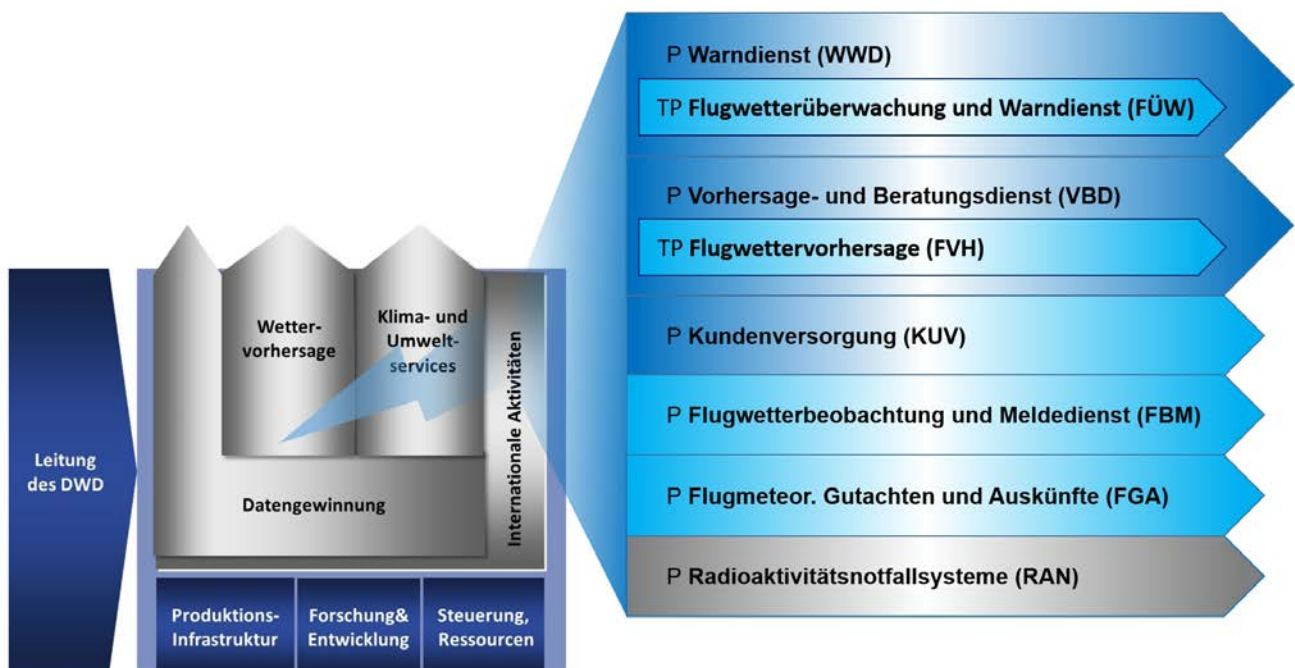 Leitung
des DWD
Wetter-
vorhersage
Klima- und
Umwelt-
services
Internationale Aktivitäten
Datengewinnung
Produktions-
Infrastruktur
Forschung&
Entwicklung
Steuerung,
Ressourcen
P Warndienst (WWD)
TP Flugwetterüberwachung und Warndienst (FÜW)
P Vorhersage- und Beratungsdienst (VBD)
TP Flugwettervorhersage (FVH)
P Kundenversorgung (KUV)
P Flugwetterbeobachtung und Meldedienst (FBM)
P Flugmeteor. Gutachten und Auskünfte (FGA)
P Radioaktivitätsnotfallsysteme (RAN)